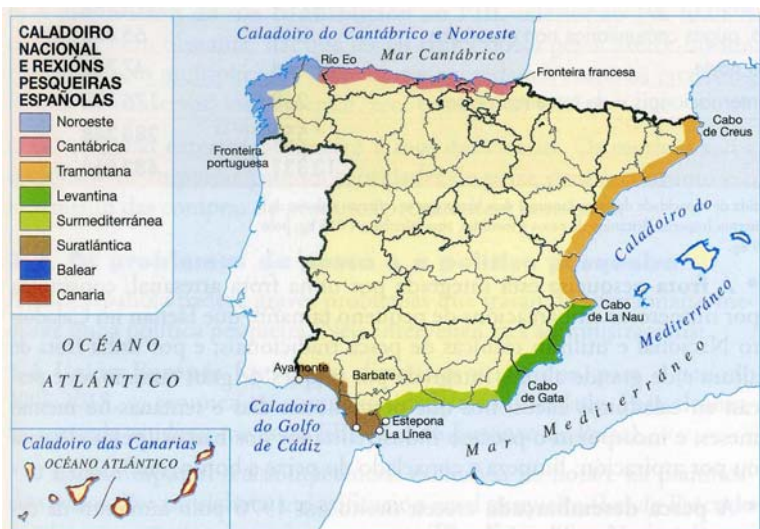 CALADOIRO
NACIONAL
E REXIÓNS
PESQUEIRAS
ESPAÑOLAS
Noroeste
Cantábrica
Tramontana
Levantina
Surmediterránea
Suratlántica
Balear
Canaria
Caladoiro do Cantábrico e Noroeste
Mar Cantábrico
Río Eo
Fronteira francesa
Fronteira
portuguesa
Cabo
de Creus
Caladoiro do
Mediterráneo
Cabo
de La Nau
Cabo
de Gata
Mar Mediterráneo
OCÉANO
ATLÁNTICO
Ayamonte
Barbate
Estepona
La Línea
Caladoiro
do Golfo
de Cádiz
Caladoiro das Canarias
OCÉANO ATLÁNTICO